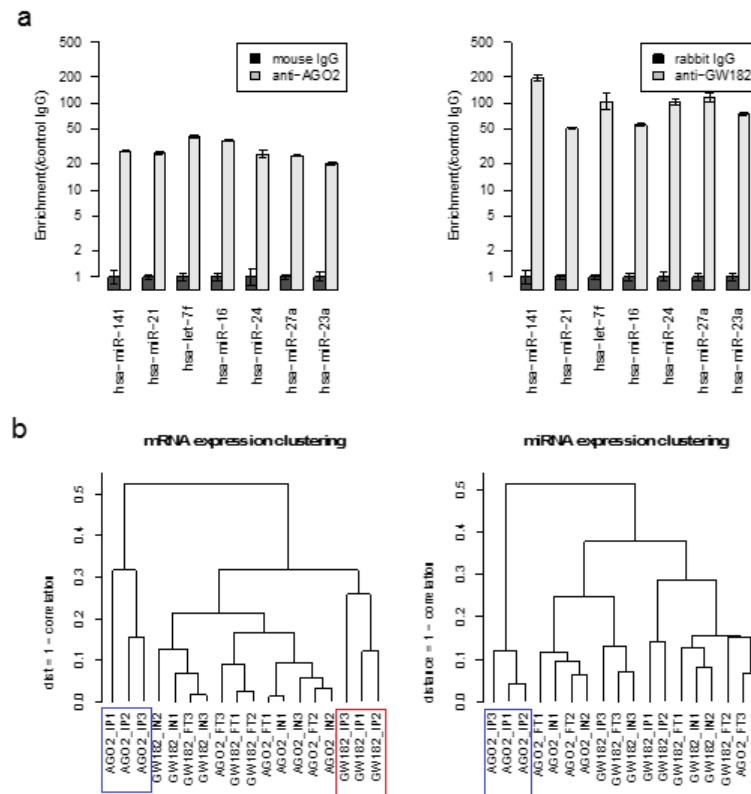 a
Enrichment(/control IgG)
500
200
100
50
20
10
5
2
1
mouse IgG
anti-AGO2
hsa-miR-141
hsa-miR-21
hsa-let-7f
hsa-miR-16
hsa-miR-24
hsa-miR-27a
hsa-miR-23a
Enrichment(/control IgG)
500
200
100
50
20
10
5
2
1
rabbit IgG
anti-GW182
hsa-miR-141
hsa-miR-21
hsa-let-7f
hsa-miR-16
hsa-miR-24
hsa-miR-27a
hsa-miR-23a
b
mRNA expression clustering
dist = 1 - correlation
0.5
0.4
0.3
0.2
0.1
0.0
AGO2_IP1
AGO2_IP2
AGO2_IP3
GW182_IN2
GW182_IN1
GW182_FT3
GW182_IN3
AGO2_FT3
GW182_FT1
GW182_FT2
AGO2_FT1
AGO2_IN1
AGO2_IN3
AGO2_FT2
AGO2_IN2
GW182_IP3
GW182_IP1
GW182_IP2
miRNA expression clustering
distance = 1 - correlation
0.5
0.4
0.3
0.2
0.1
0.0
AGO2_IP3
AGO2_IP1
AGO2_IP2
AGO2_FT1
AGO2_IN1
AGO2_FT2
AGO2_IN2
GW182_IP3
GW182_FT3
GW182_IN3
GW182_IP1
GW182_IP2
GW182_FT1
GW182_IN1
GW182_IN2
GW182_FT2
AGO2_FT3